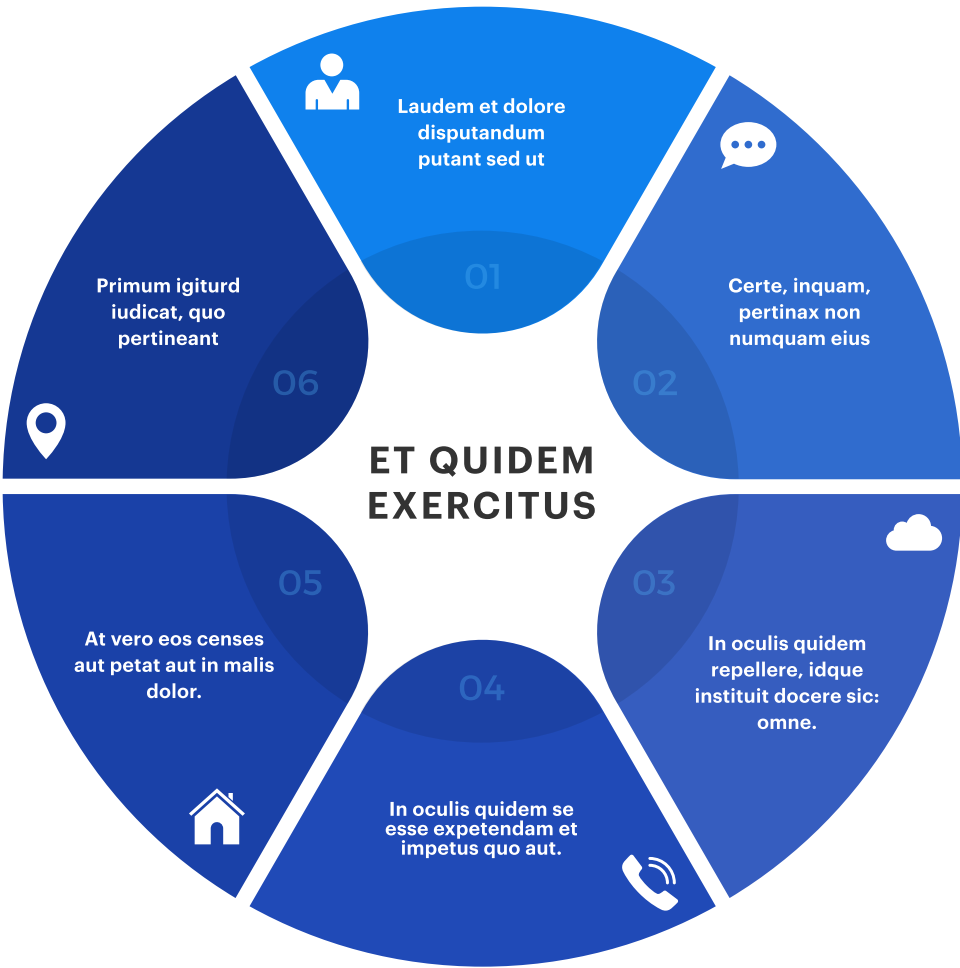 ET QUIDEM
EXERCITUS
01
Laudem et dolore
disputandum
putant sed ut
02
Certe, inquam,
pertinax non
numquam eius
03
In oculis quidem
repellere, idque
instituit docere sic:
omne.
04
In oculis quidem se
esse expetendam et
impetus quo aut.
05
At vero eos censes
aut petat aut in malis
dolor.
06
Primum igiturd
iudicat, quo
pertineant